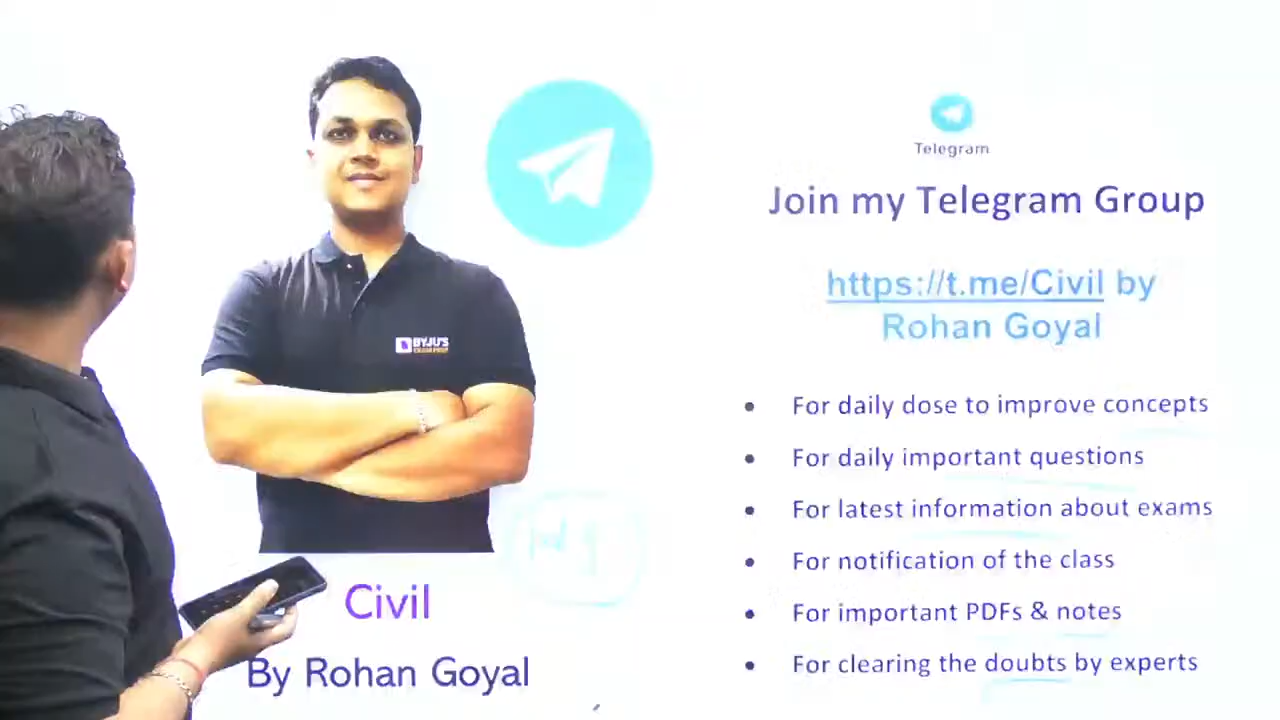 Telegram
Join my Telegram Group
https://t.me/Civil by
Rohan Goyal
For daily dose to improve concepts
For daily important questions
For latest information about exams
For notification of the class
For important PDFs & notes
For clearing the doubts by experts
BYJU'S
EXAM PREP
Civil
By Rohan Goyal